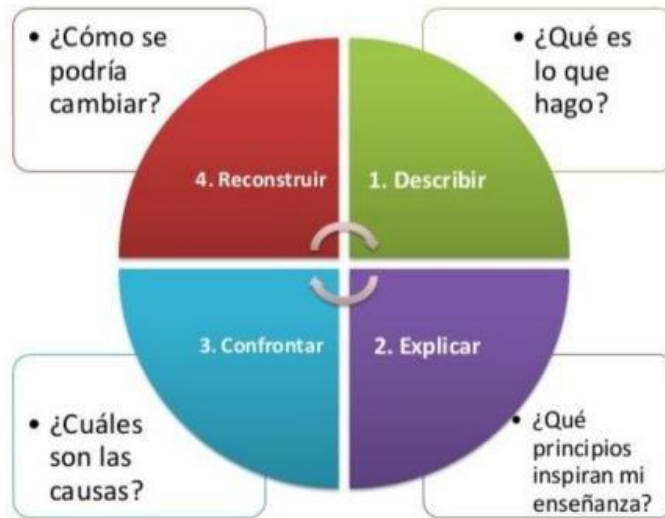 • ¿Cómo se
podría
cambiar?
• ¿Qué es
lo que
hago?
4. Reconstruir
1. Describir
3. Confrontar
2. Explicar
• ¿Cuáles
son las
causas?
• ¿Qué
principios
inspiran mi
enseñanza?